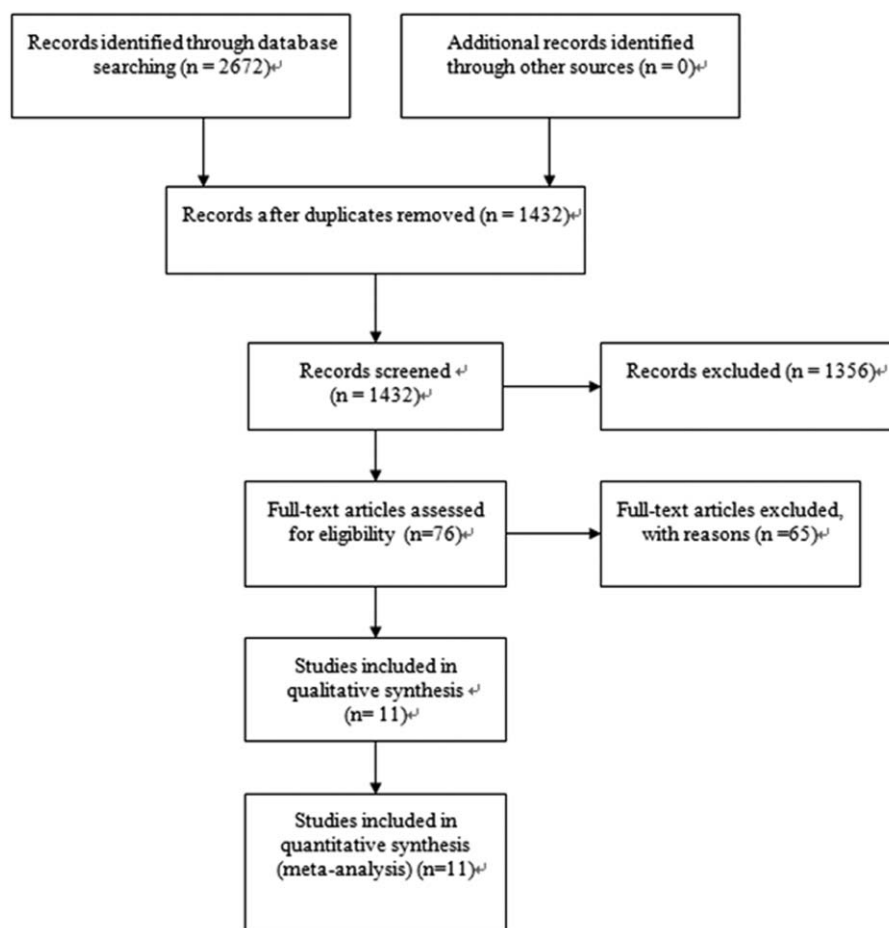 Records identified through database
searching (n = 2672)↵
Additional records identified
through other sources (n = 0)↵
Records after duplicates removed (n = 1432)↵
Records screened ↵
(n = 1432)↵
Records excluded (n = 1356)↵
Full-text articles assessed
for eligibility (n=76)↵
Full-text articles excluded,
with reasons (n =65)↵
Studies included in
qualitative synthesis ↵
(n= 11)↵
Studies included in
quantitative synthesis
(meta-analysis) (n=11)↵